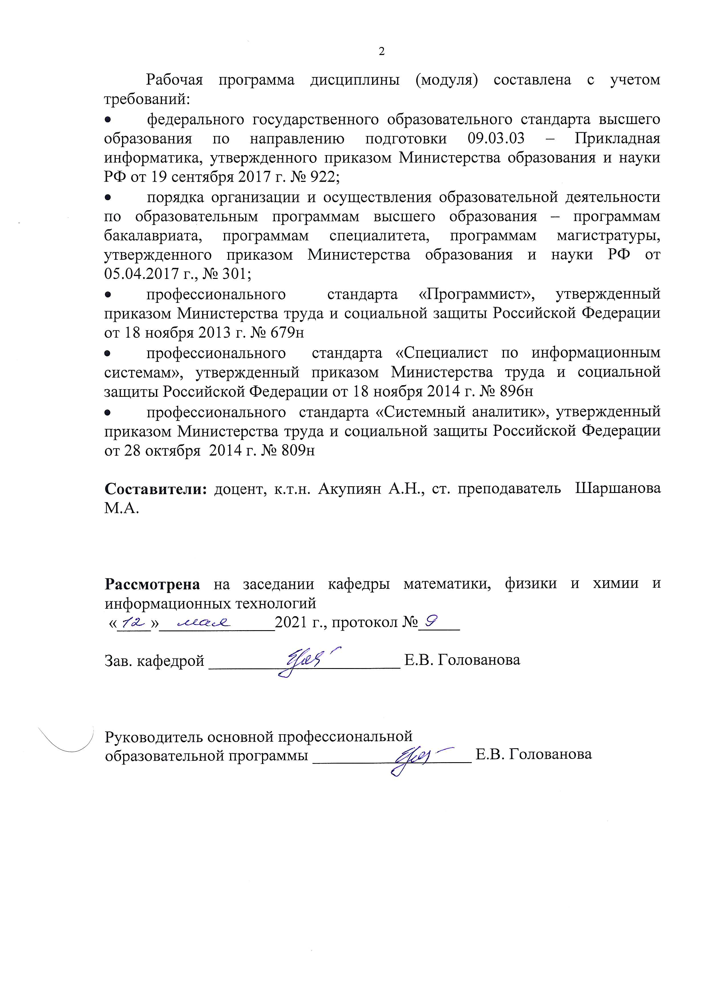 2
Рабочая программа дисциплины (модуля) составлена с учетом
требований:
• федерального государственного образовательного стандарта высшего
образования по направлению подготовки 09.03.03 – Прикладная
информатика, утвержденного приказом Министерства образования и науки
РФ от 19 сентября 2017 г. № 922;
• порядка организации и осуществления образовательной деятельности
по образовательным программам высшего образования – программам
бакалавриата, программам специалитета, программам магистратуры,
утвержденного приказом Министерства образования и науки РФ от
05.04.2017 г., № 301;
• профессионального стандарта «Программист», утвержденный
приказом Министерства труда и социальной защиты Российской Федерации
от 18 ноября 2013 г. № 679н
• профессионального стандарта «Специалист по информационным
системам», утвержденный приказом Министерства труда и социальной
защиты Российской Федерации от 18 ноября 2014 г. № 896н
• профессионального стандарта «Системный аналитик», утвержденный
приказом Министерства труда и социальной защиты Российской Федерации
от 28 октября 2014 г. № 809н
Составители: доцент, к.т.н. Акупиян А.Н., ст. преподаватель Шаршанова
М.А.
Рассмотрена на заседании кафедры математики, физики и химии и
информационных технологий
«12» мая 2021 г., протокол № 9
Зав. кафедрой Е.В. Голованова
Руководитель основной профессиональной
образовательной программы Е.В. Голованова